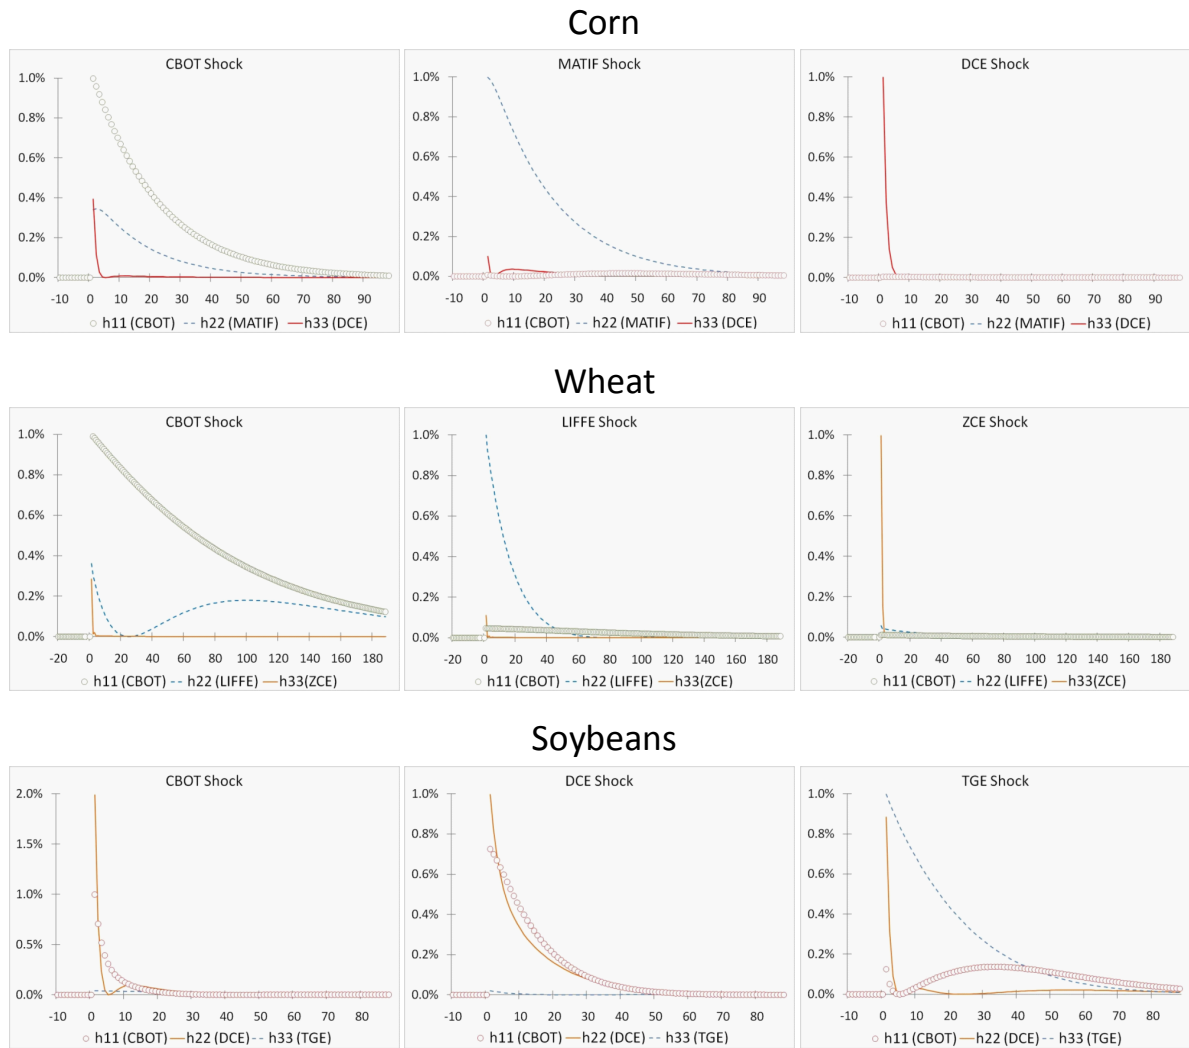 Corn
CBOT Shock
1.0%
0.8%
0.6%
0.4%
0.2%
0.0%
-10 0 10 20 30 40 50 60 70 80 90
h11 (CBOT) h22 (MATIF) h33 (DCE)
MATIF Shock
1.0%
0.8%
0.6%
0.4%
0.2%
0.0%
-10 0 10 20 30 40 50 60 70 80 90
h11 (CBOT) h22 (MATIF) h33 (DCE)
DCE Shock
1.0%
0.8%
0.6%
0.4%
0.2%
0.0%
-10 0 10 20 30 40 50 60 70 80 90
h11 (CBOT) h22 (MATIF) h33 (DCE)
Wheat
CBOT Shock
1.0%
0.8%
0.6%
0.4%
0.2%
0.0%
-20 0 20 40 60 80 100 120 140 160 180
h11 (CBOT) h22 (LIFFE) h33(ZCE)
LIFFE Shock
1.0%
0.8%
0.6%
0.4%
0.2%
0.0%
-20 0 20 40 60 80 100 120 140 160 180
h11 (CBOT) h22 (LIFFE) h33(ZCE)
ZCE Shock
1.0%
0.8%
0.6%
0.4%
0.2%
0.0%
-20 0 20 40 60 80 100 120 140 160 180
h11 (CBOT) h22 (LIFFE) h33(ZCE)
Soybeans
CBOT Shock
2.0%
1.5%
1.0%
0.5%
0.0%
-10 0 10 20 30 40 50 60 70 80
h11 (CBOT) h22 (DCE) h33 (TGE)
DCE Shock
1.0%
0.8%
0.6%
0.4%
0.2%
0.0%
-10 0 10 20 30 40 50 60 70 80
h11 (CBOT) h22 (DCE) h33 (TGE)
TGE Shock
1.0%
0.8%
0.6%
0.4%
0.2%
0.0%
-10 0 10 20 30 40 50 60 70 80
h11 (CBOT) h22 (DCE) h33 (TGE)